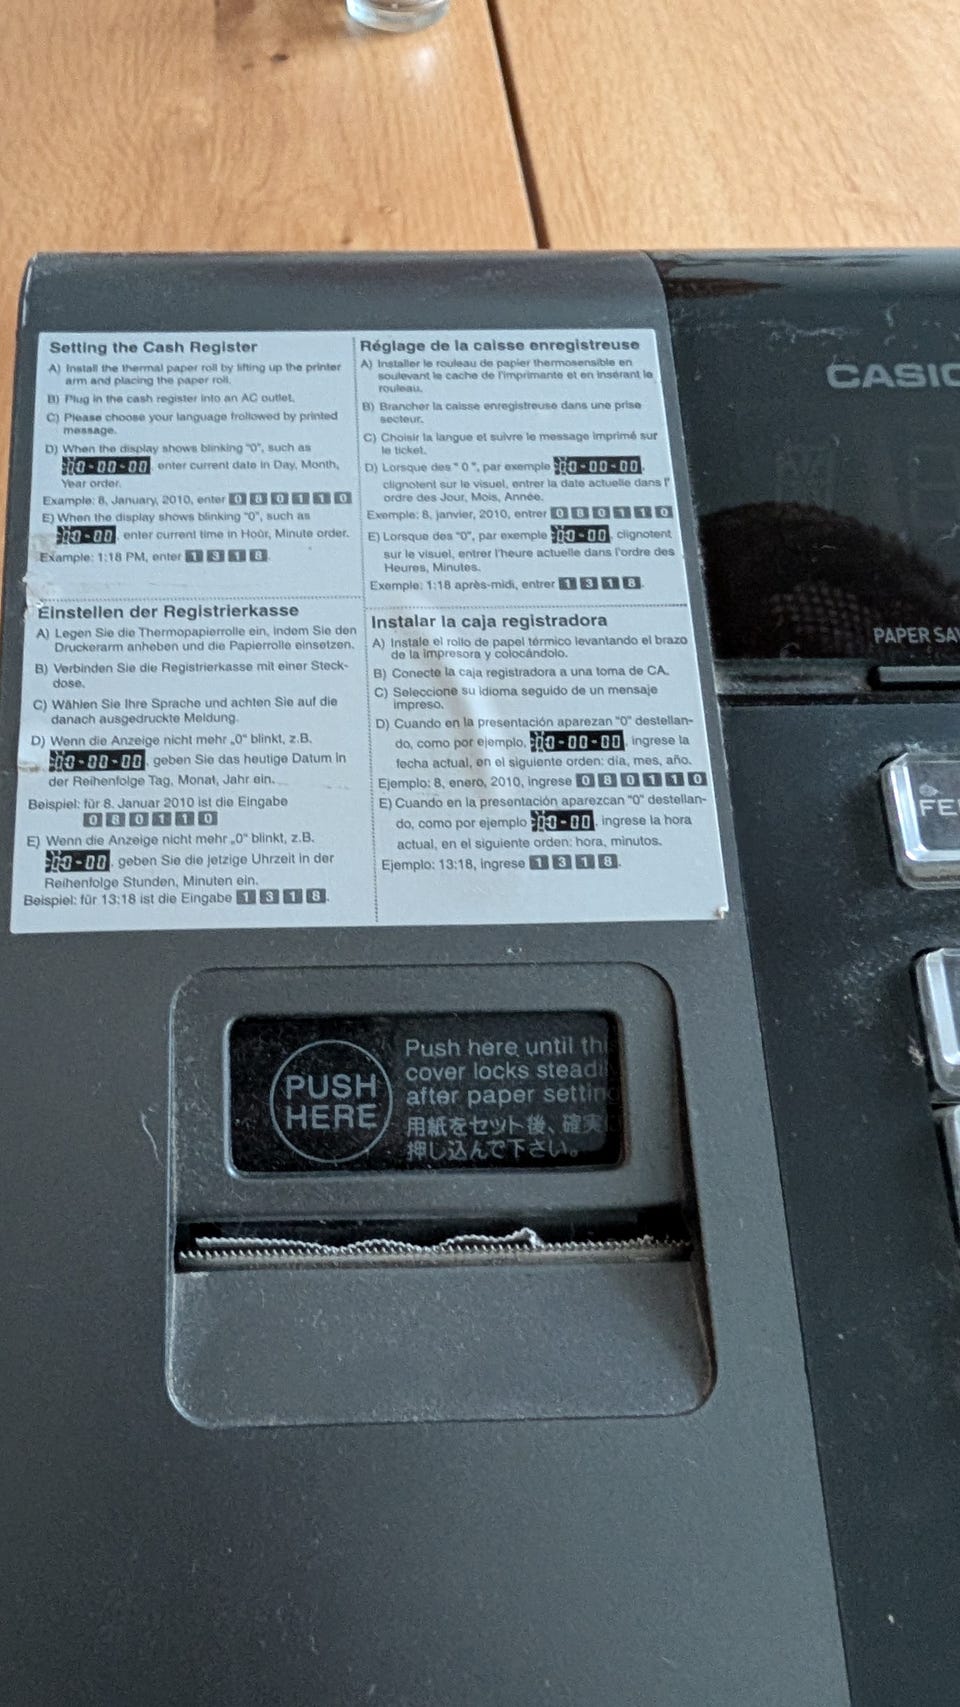 Setting the Cash Register
A) Install the thermal paper roll by lifting up the printer
arm and placing the paper roll.
B) Plug in the cash register into an AC outlet.
C) Please choose your language frollowed by printed
message.
D) When the display shows blinking "0", such as
00-00-00, enter current date in Day, Month,
Year order.
Example: 8, January, 2010, enter 0 8 0 1 1 0
E) When the display shows blinking "0", such as
00-00, enter current time in Hour, Minute order.
Example: 1:18 PM, enter 1 3 1 8.
Réglage de la caisse enregistreuse
A) Installer le rouleau de papier thermosensible en
soulevant le cache de l'imprimante et en insérant le
rouleau.
B) Brancher la caisse enregistreuse dans une prise
secteur.
C) Choisir la langue et suivre le message imprimé sur
le ticket.
D) Lorsque des " 0 ", par exemple 00-00-00,
clignotent sur le visuel, entrer la date actuelle dans l'
ordre des Jour, Mois, Année.
Exemple: 8, janvier, 2010, entrer 0 8 0 1 1 0
E) Lorsque des "0", par exemple 00-00, clignotent
sur le visuel, entrer l'heure actuelle dans l'ordre des
Heures, Minutes.
Exemple: 1:18 après-midi, entrer 1 3 1 8.
Einstellen der Registrierkasse
A) Legen Sie die Thermopapierrolle ein, indem Sie den
Druckerarm anheben und die Papierrolle einsetzen.
B) Verbinden Sie die Registrierkasse mit einer Steck-
dose.
C) Wählen Sie Ihre Sprache und achten Sie auf die
danach ausgedruckte Meldung.
D) Wenn die Anzeige nicht mehr „0" blinkt, z.B.
00-00-00, geben Sie das heutige Datum in
der Reihenfolge Tag, Monat, Jahr ein.
Beispiel: für 8. Januar 2010 ist die Eingabe
0 8 0 1 1 0
E) Wenn die Anzeige nicht mehr „0" blinkt, z.B.
00-00, geben Sie die jetzige Uhrzeit in der
Reihenfolge Stunden, Minuten ein.
Beispiel: für 13:18 ist die Eingabe 1 3 1 8.
Instalar la caja registradora
A) Instale el rollo de papel térmico levantando el brazo
de la impresora y colocándolo.
B) Conecte la caja registradora a una toma de CA.
C) Seleccione su idioma seguido de un mensaje
impreso.
D) Cuando en la presentación aparezan "0" destellan-
do, como por ejemplo, 00-00-00, ingrese la
fecha actual, en el siguiente orden: día, mes, año.
Ejemplo: 8, enero, 2010, ingrese 0 8 0 1 1 0
E) Cuando en la presentación aparezcan "0" destellan-
do, como por ejemplo 00-00, ingrese la hora
actual, en el siguiente orden: hora, minutos.
Ejemplo: 13:18, ingrese 1 3 1 8.
CASIO
PAPER SAV
FE
PUSH
HERE
Push here until th
cover locks steadi
after paper settin
用紙をセット後、確実
押し込んで下さい。